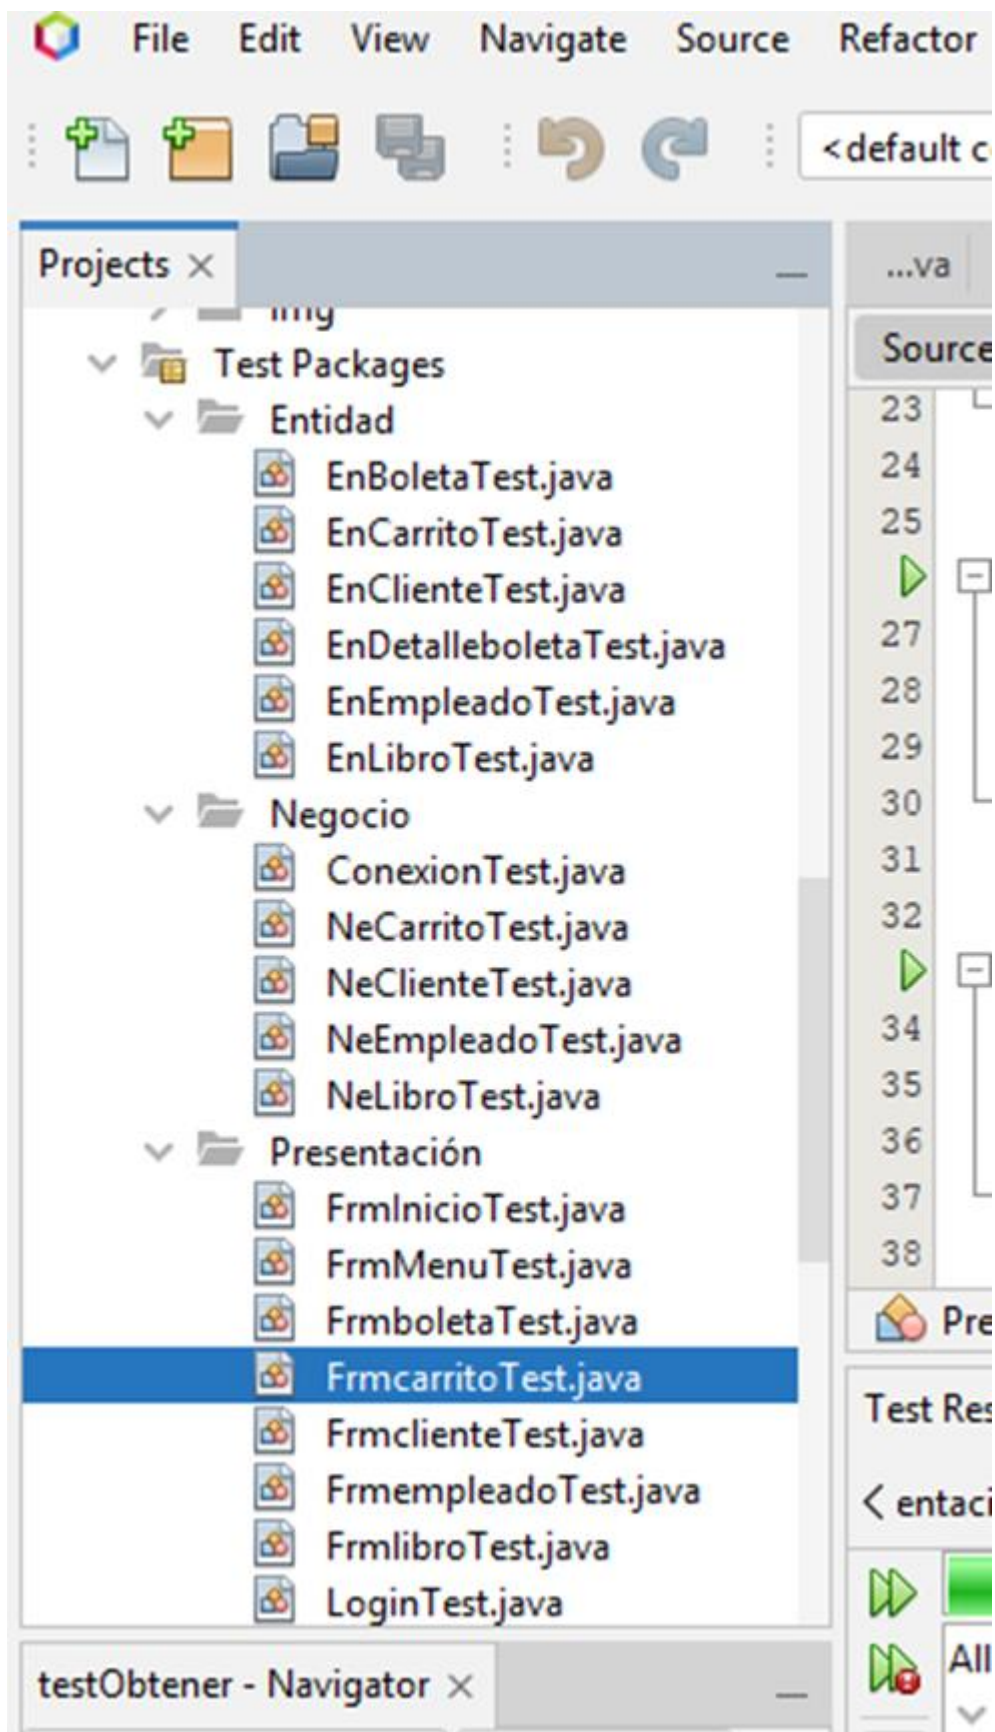 File Edit View Navigate Source Refactor
<default c
Projects
...va
img
Source
Test Packages
23
Entidad
24
EnBoletaTest.java
25
EnCarritoTest.java
EnClienteTest.java
27
EnDetalleboletaTest.java
28
EnEmpleadoTest.java
29
EnLibroTest.java
30
Negocio
31
ConexionTest.java
32
NeCarritoTest.java
NeClienteTest.java
34
NeEmpleadoTest.java
35
NeLibroTest.java
36
Presentación
37
FrmInicioTest.java
38
FrmMenuTest.java
FrmboletaTest.java
Pre
FrmcarritoTest.java
Test Res
FrmclienteTest.java
FrmempleadoTest.java
< entaci
FrmlibroTest.java
LoginTest.java
testObtener - Navigator
All